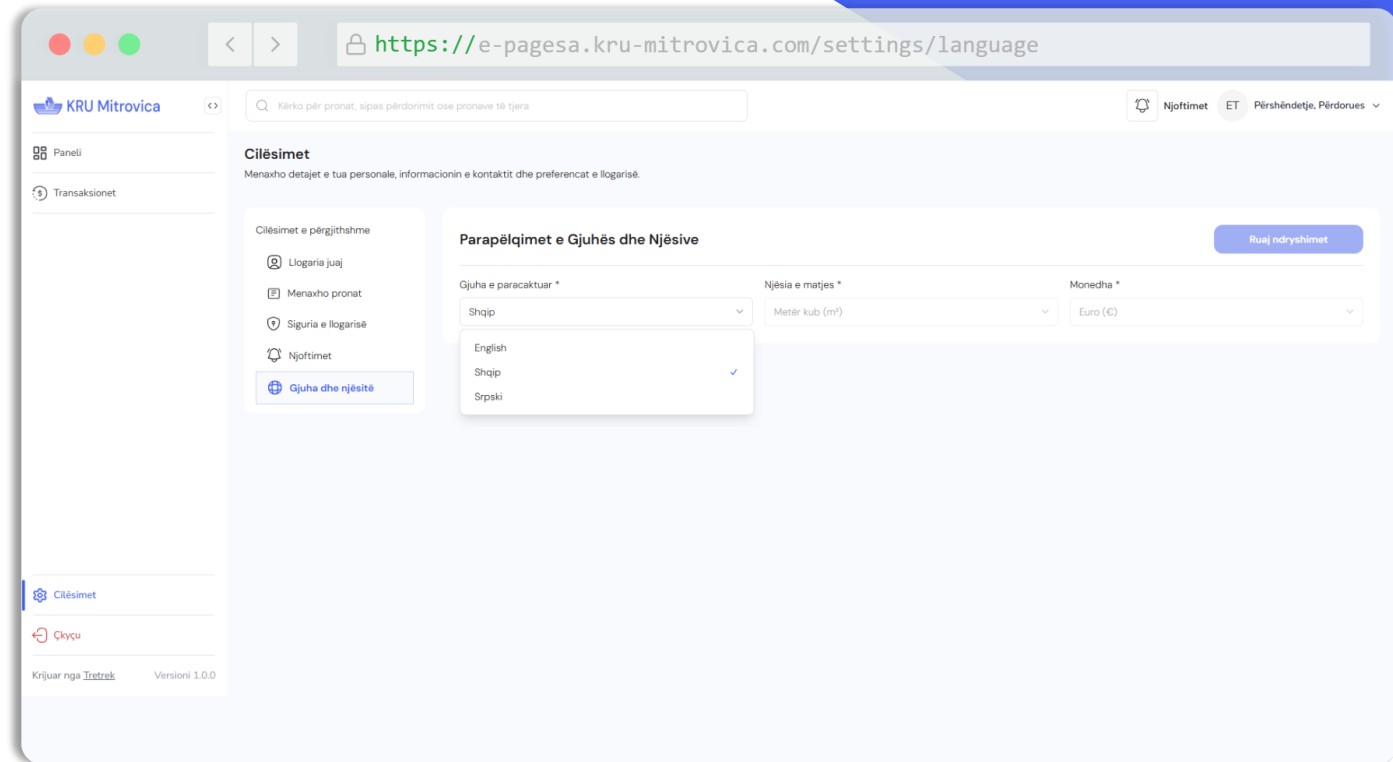 https://e-pagesa.kru-mitrovica.com/settings/language
KRU Mitrovica
Kërko për pronat, sipas përdorimit ose pronave të tjera
Njoftimet
ET
Përshëndetje, Përdorues
Paneli
Transaksionet
Cilësimet
Menaxho detajet e tua personale, informacionin e kontaktit dhe preferencat e llogarisë.
Cilësimet e përgjithshme
Llogaria juaj
Menaxho pronat
Siguria e llogarisë
Njoftimet
Gjuha dhe njësitë
Parapëlqimet e Gjuhës dhe Njësive
Ruaj ndryshimet
Gjuha e paracaktuar *
Njësia e matjes *
Monedha *
Shqip
Metër kub (m³)
Euro (€)
English
Shqip
Srpski
Cilësimet
Çkyçu
Krijuar nga Tretrek
Versioni 1.0.0